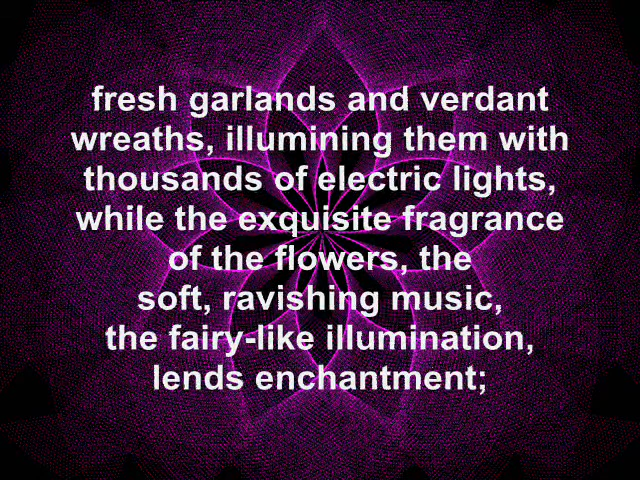 fresh garlands and verdant
wreaths, illumining them with
thousands of electric lights,
while the exquisite fragrance
of the flowers, the
soft, ravishing music,
the fairy-like illumination,
lends enchantment;